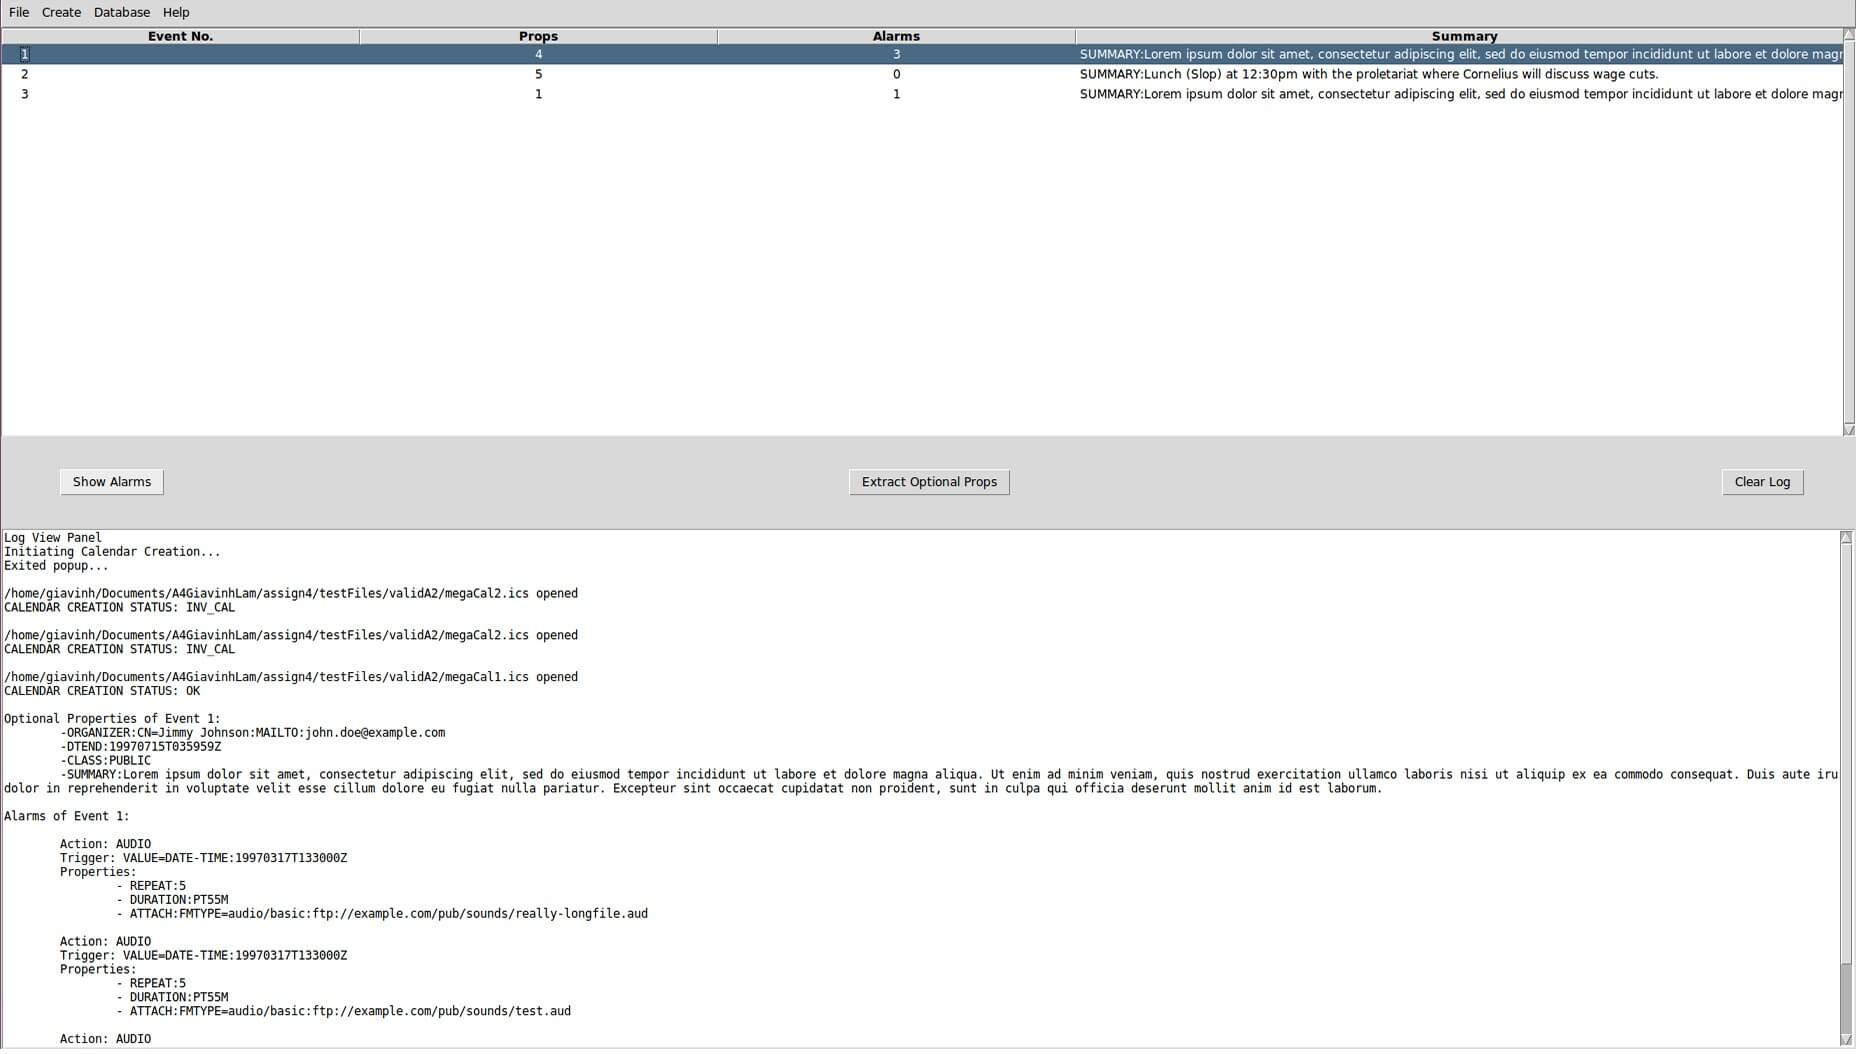 File Create Database Help
Event No. Props Alarms Summary
1 4 3 SUMMARY:Lorem ipsum dolor sit amet, consectetur adipiscing elit, sed do eiusmod tempor incididunt ut labore et dolore magr
2 5 0 SUMMARY:Lunch (Slop) at 12:30pm with the proletariat where Cornelius will discuss wage cuts.
3 1 1 SUMMARY:Lorem ipsum dolor sit amet, consectetur adipiscing elit, sed do eiusmod tempor incididunt ut labore et dolore magr
Show Alarms Extract Optional Props Clear Log
Log View Panel
Initiating Calendar Creation...
Exited popup...
/home/giavinh/Documents/A4GiavinhLam/assign4/testFiles/validA2/megaCal2.ics opened
CALENDAR CREATION STATUS: INV_CAL
/home/giavinh/Documents/A4GiavinhLam/assign4/testFiles/validA2/megaCal2.ics opened
CALENDAR CREATION STATUS: INV_CAL
/home/giavinh/Documents/A4GiavinhLam/assign4/testFiles/validA2/megaCal1.ics opened
CALENDAR CREATION STATUS: OK
Optional Properties of Event 1:
-ORGANIZER:CN=Jimmy Johnson:MAILTO:john.doe@example.com
-DTEND:19970715T035959Z
-CLASS:PUBLIC
-SUMMARY:Lorem ipsum dolor sit amet, consectetur adipiscing elit, sed do eiusmod tempor incididunt ut labore et dolore magna aliqua. Ut enim ad minim veniam, quis nostrud exercitation ullamco laboris nisi ut aliquip ex ea commodo consequat. Duis aute iru
dolor in reprehenderit in voluptate velit esse cillum dolore eu fugiat nulla pariatur. Excepteur sint occaecat cupidatat non proident, sunt in culpa qui officia deserunt mollit anim id est laborum.
Alarms of Event 1:
Action: AUDIO
Trigger: VALUE=DATE-TIME:19970317T133000Z
Properties:
- REPEAT:5
- DURATION:PT55M
- ATTACH:FMTYPE=audio/basic:ftp://example.com/pub/sounds/really-longfile.aud
Action: AUDIO
Trigger: VALUE=DATE-TIME:19970317T133000Z
Properties:
- REPEAT:5
- DURATION:PT55M
- ATTACH:FMTYPE=audio/basic:ftp://example.com/pub/sounds/test.aud
Action: AUDIO